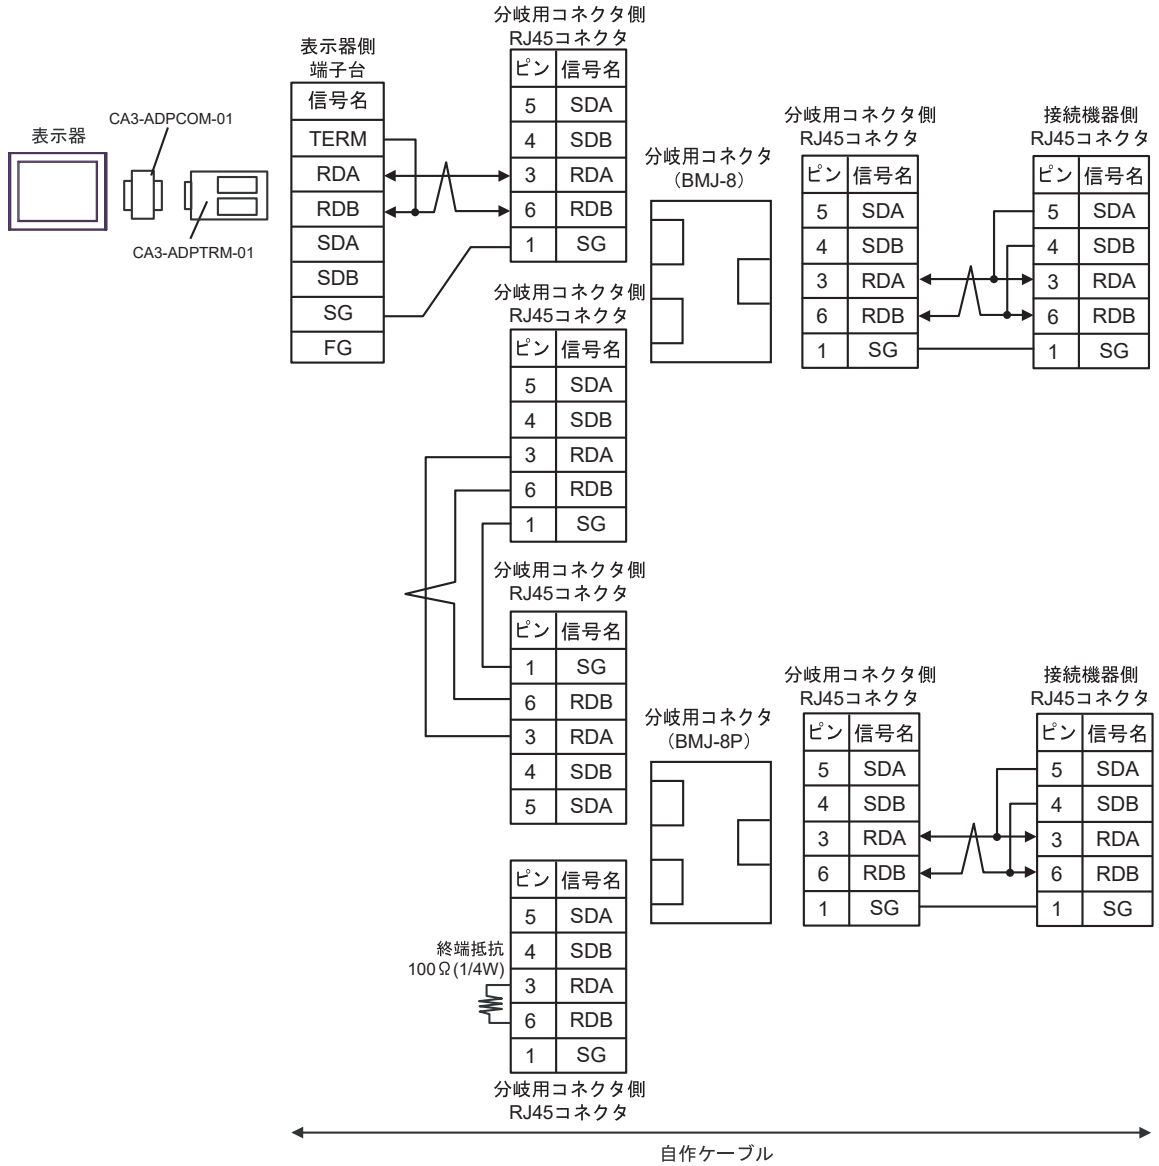 表示器
CA3-ADPCOM-01
CA3-ADPTRM-01
表示器側
端子台
信号名
TERM
RDA
RDB
SDA
SDB
SG
FG
分岐用コネクタ側
RJ45コネクタ
ピン 信号名
5 SDA
4 SDB
3 RDA
6 RDB
1 SG
分岐用コネクタ
（BMJ-8）
分岐用コネクタ側
RJ45コネクタ
ピン 信号名
5 SDA
4 SDB
3 RDA
6 RDB
1 SG
接続機器側
RJ45コネクタ
ピン 信号名
5 SDA
4 SDB
3 RDA
6 RDB
1 SG
分岐用コネクタ側
RJ45コネクタ
ピン 信号名
5 SDA
4 SDB
3 RDA
6 RDB
1 SG
分岐用コネクタ側
RJ45コネクタ
ピン 信号名
1 SG
6 RDB
3 RDA
4 SDB
5 SDA
分岐用コネクタ
（BMJ-8P）
分岐用コネクタ側
RJ45コネクタ
ピン 信号名
5 SDA
4 SDB
3 RDA
6 RDB
1 SG
接続機器側
RJ45コネクタ
ピン 信号名
5 SDA
4 SDB
3 RDA
6 RDB
1 SG
終端抵抗
100Ω(1/4W)
ピン 信号名
5 SDA
4 SDB
3 RDA
6 RDB
1 SG
分岐用コネクタ側
RJ45コネクタ
自作ケーブル